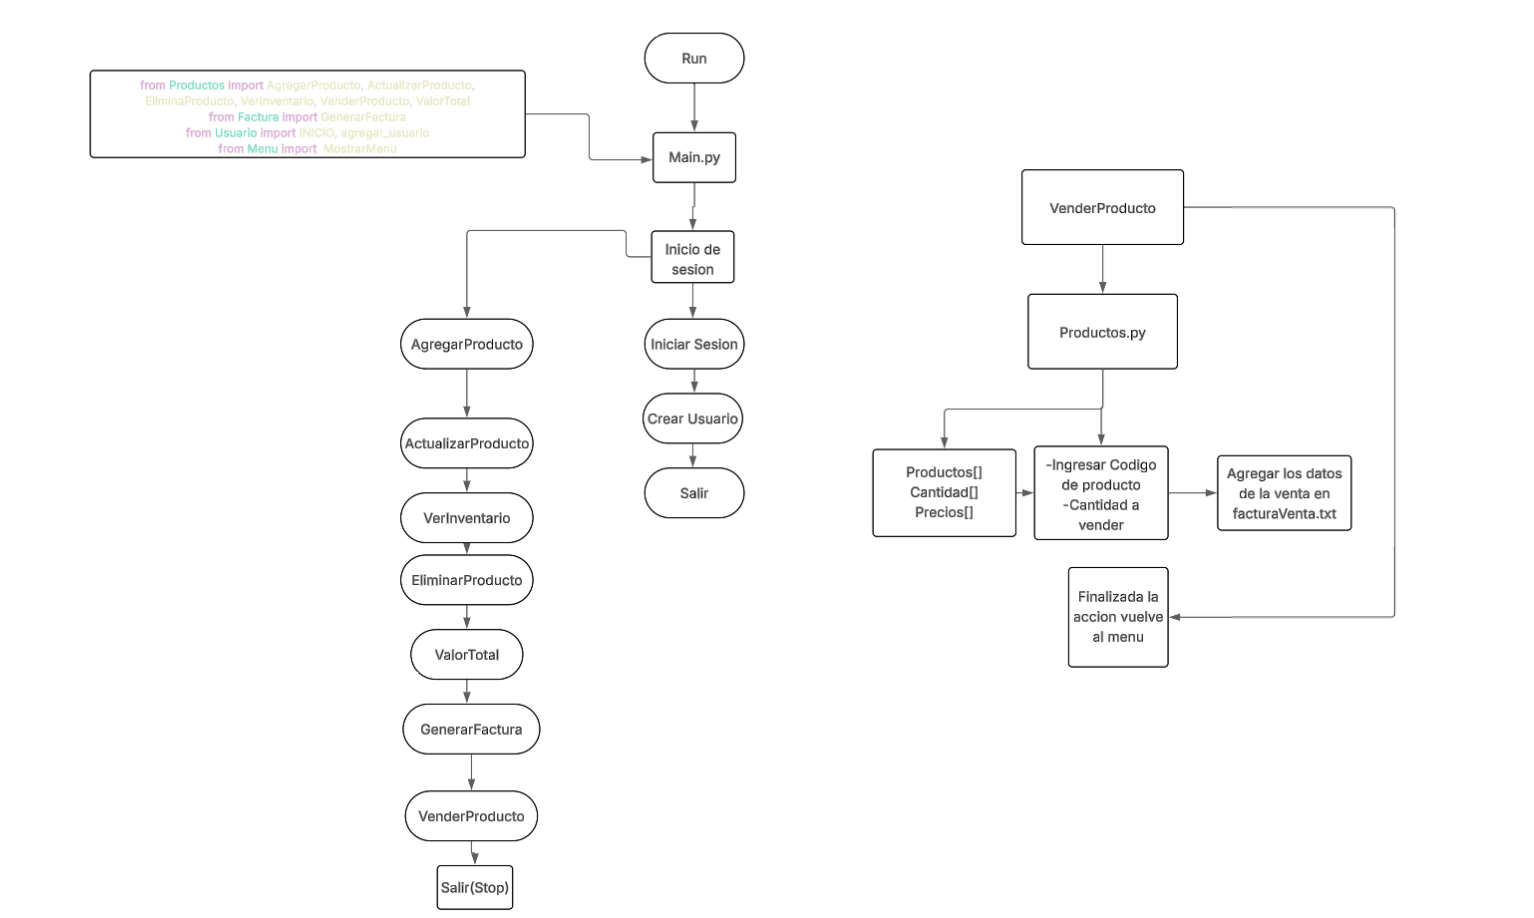 Run
from Productos import AgregarProducto, ActualizarProducto,
EliminaProducto, VerInventario, VenderProducto, ValorTotal
from Factura import GenerarFactura
from Usuario import INICIO, agregar_usuario
from Menu import MostrarMenu
Main.py
Inicio de
sesion
Iniciar Sesion
Crear Usuario
Salir
AgregarProducto
ActualizarProducto
VerInventario
EliminarProducto
ValorTotal
GenerarFactura
VenderProducto
Salir(Stop)
VenderProducto
Productos.py
Productos[]
Cantidad[]
Precios[]
-Ingresar Codigo
de producto
-Cantidad a
vender
Agregar los datos
de la venta en
facturaVenta.txt
Finalizada la
accion vuelve
al menu